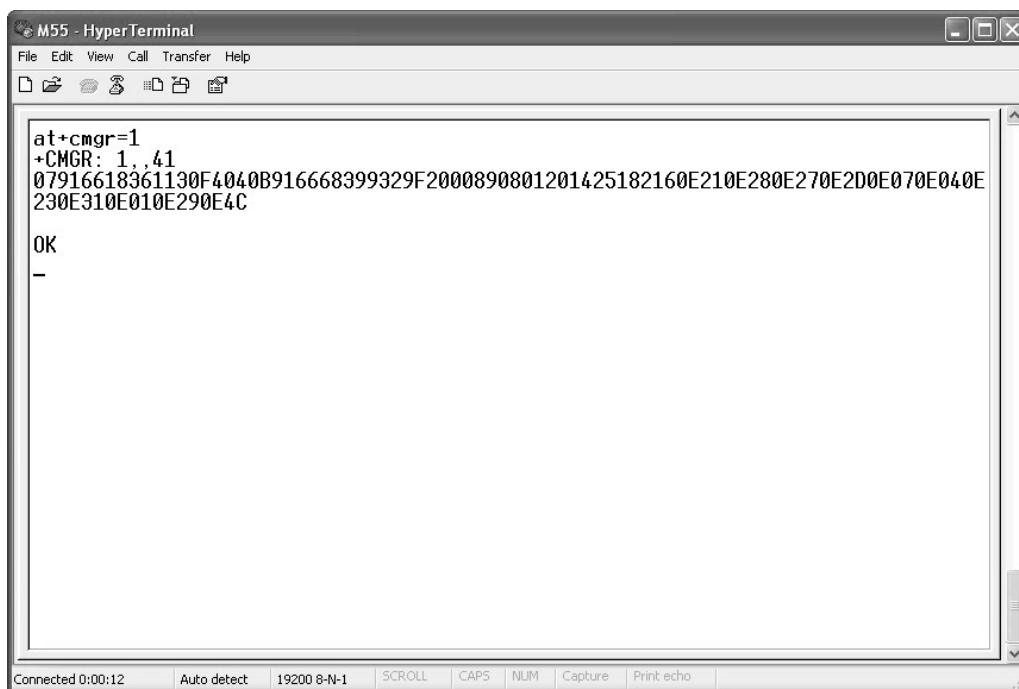 M55 - HyperTerminal
File Edit View Call Transfer Help
at+cmgr=1
+CMGR: 1,,41
07916618361130F4040B916668399329F20008908012014251821​60E210E280E270E2D0E070E040E
230E310E010E290E4C
OK
Connected 0:00:12 Auto detect 19200 8-N-1 SCROLL CAPS NUM Capture Print echo